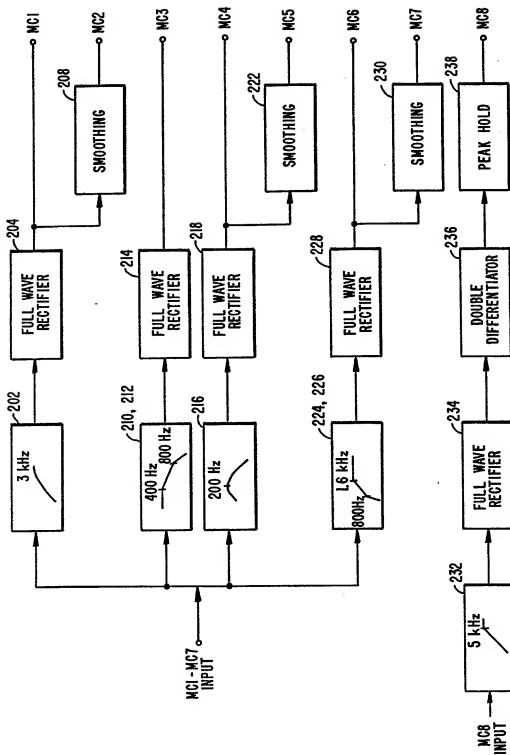 3 kHz
202
FULL WAVE
RECTIFIER
204
MC1
SMOOTHING
208
MC2
400 Hz
800 Hz
210, 212
FULL WAVE
RECTIFIER
214
MC3
200 Hz
216
FULL WAVE
RECTIFIER
218
MC4
SMOOTHING
222
MC5
MC1-MC7
INPUT
800Hz
1.6 kHz
224, 226
FULL WAVE
RECTIFIER
228
MC6
SMOOTHING
230
MC7
MC8
INPUT
5 kHz
232
FULL WAVE
RECTIFIER
234
DOUBLE
DIFFERENTIATOR
236
PEAK HOLD
238
MC8